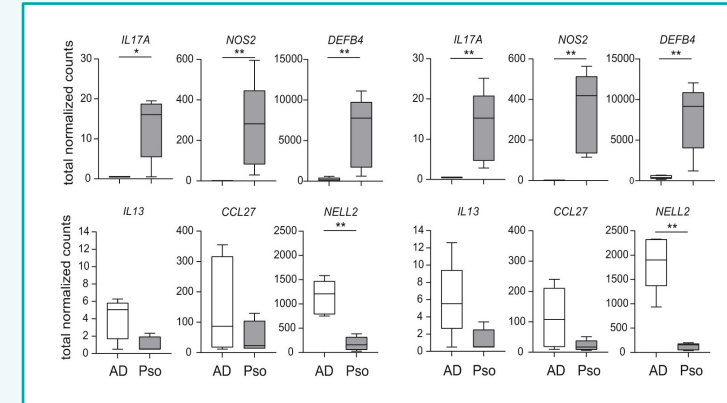 IL17A NOS2 DEFB4 IL17A NOS2 DEFB4
* ** ** ** ** **
total normalized counts
30 600 15000 30 600 15000
20 400 10000 20 400 10000
10 200 5000 10 200 5000
0 0 0 0 0 0
IL13 CCL27 NELL2 IL13 CCL27 NELL2
** **
total normalized counts
14 400 2500 14 400 2500
12 12
300 2000 300 2000
10 10
8 1500 8 1500
200 200
6 6
1000 1000
4 100 4 100
500 500
2 2
0 0 0 0 0 0
AD Pso AD Pso AD Pso AD Pso AD Pso AD Pso